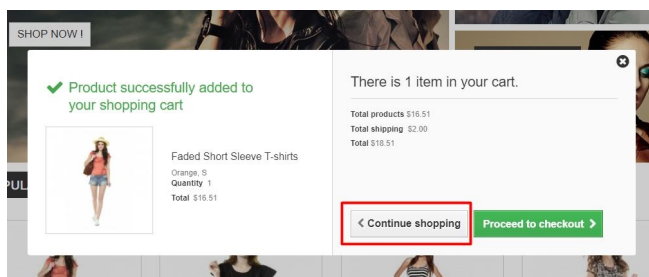 SHOP NOW !
Product successfully added to
your shopping cart
Faded Short Sleeve T-shirts
Orange, S
Quantity 1
Total $16.51
There is 1 item in your cart.
Total products $16.51
Total shipping $2.00
Total $18.51
Continue shopping
Proceed to checkout
PUL